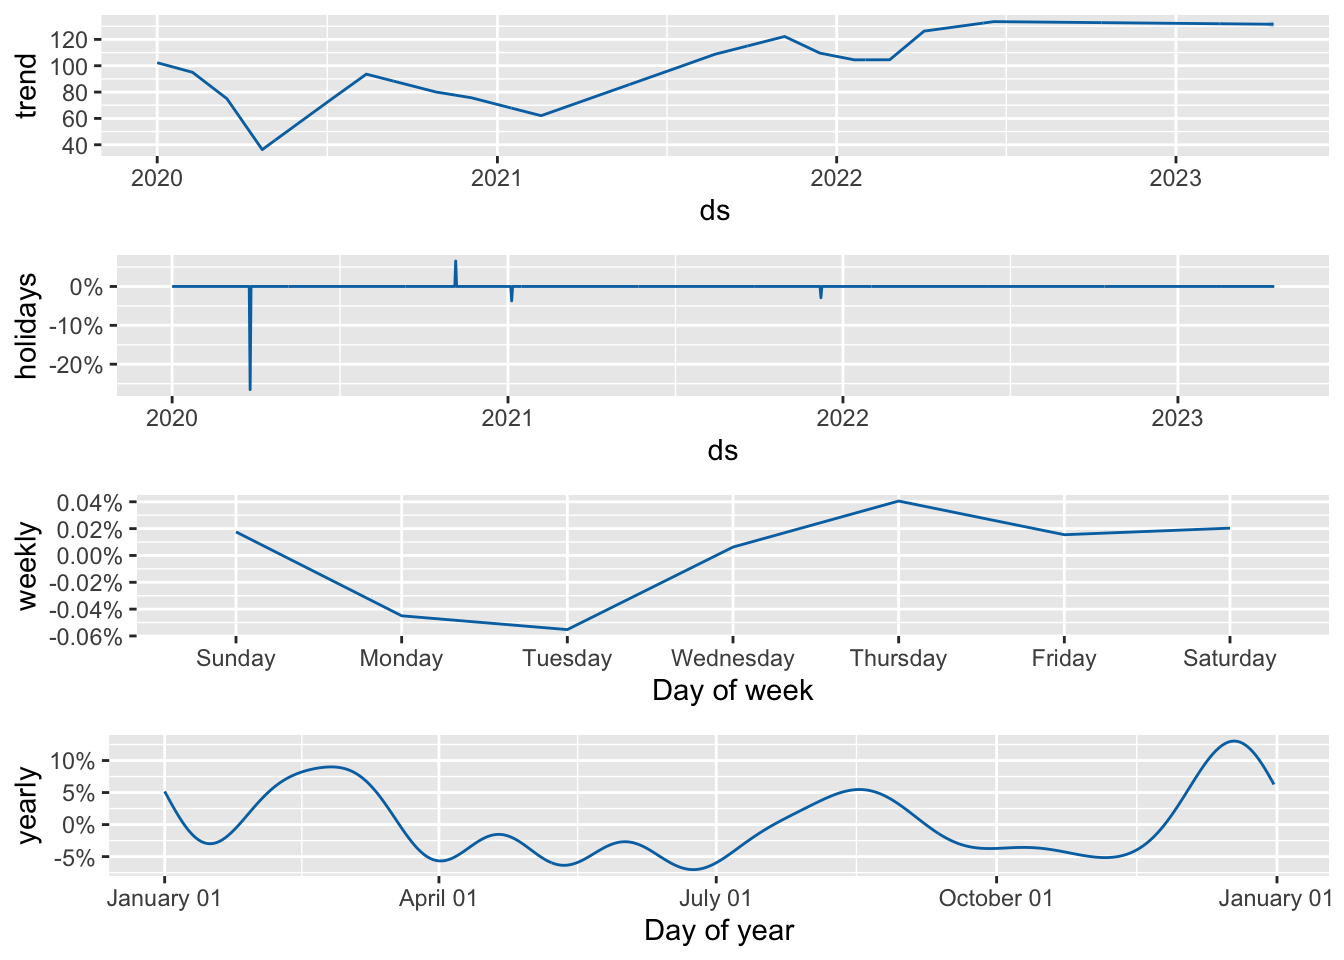 trend
120
100
80
60
40
2020 2021 2022 2023
ds
holidays
0%
-10%
-20%
2020 2021 2022 2023
ds
weekly
0.04%
0.02%
0.00%
-0.02%
-0.04%
-0.06%
Sunday Monday Tuesday Wednesday Thursday Friday Saturday
Day of week
yearly
10%
5%
0%
-5%
January 01 April 01 July 01 October 01 January 01
Day of year